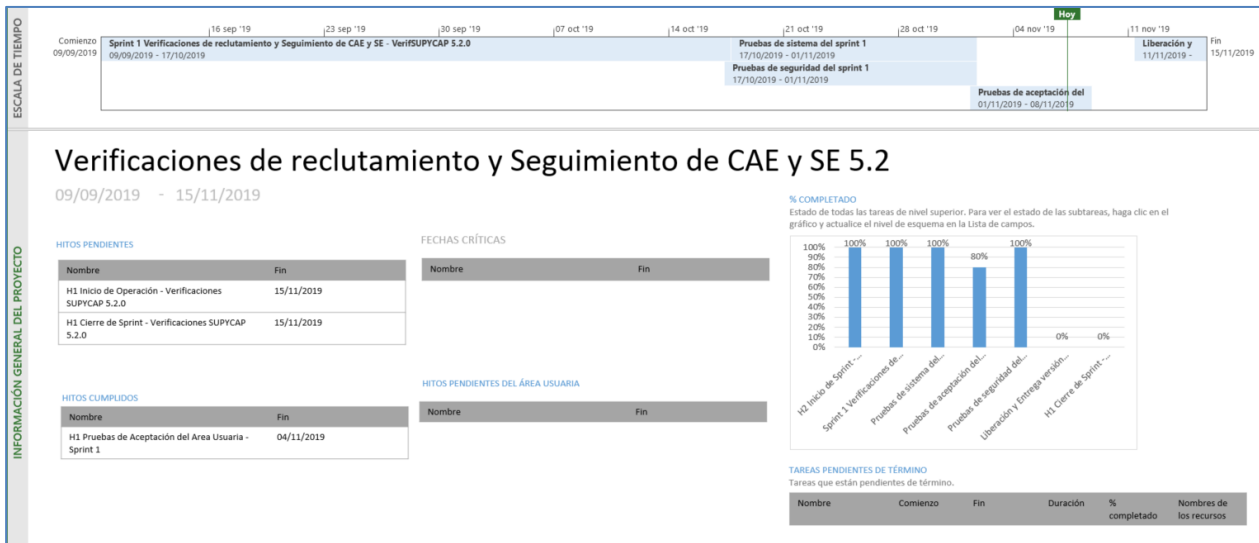 ESCALA DE TIEMPO
Hoy
16 sep '19
23 sep '19
30 sep '19
07 oct '19
14 oct '19
21 oct '19
28 oct '19
04 nov '19
11 nov '19
Comienzo
09/09/2019
Sprint 1 Verificaciones de reclutamiento y Seguimiento de CAE y SE - VerifSUPYCAP 5.2.0
09/09/2019 - 17/10/2019
Pruebas de sistema del sprint 1
17/10/2019 - 01/11/2019
Liberación y
11/11/2019 -
Fin
15/11/2019
Pruebas de seguridad del sprint 1
17/10/2019 - 01/11/2019
Pruebas de aceptación del
01/11/2019 - 08/11/2019
INFORMACIÓN GENERAL DEL PROYECTO
Verificaciones de reclutamiento y Seguimiento de CAE y SE 5.2
09/09/2019 - 15/11/2019
HITOS PENDIENTES
Nombre Fin
H1 Inicio de Operación - Verificaciones 15/11/2019
SUPYCAP 5.2.0
H1 Cierre de Sprint - Verificaciones SUPYCAP 15/11/2019
5.2.0
HITOS CUMPLIDOS
Nombre Fin
H1 Pruebas de Aceptación del Area Usuaria - 04/11/2019
Sprint 1
FECHAS CRÍTICAS
Nombre Fin
HITOS PENDIENTES DEL ÁREA USUARIA
Nombre Fin
% COMPLETADO
Estado de todas las tareas de nivel superior. Para ver el estado de las subtareas, haga clic en el
gráfico y actualice el nivel de esquema en la Lista de campos.
100%
90%
80%
70%
60%
50%
40%
30%
20%
10%
0%
100%
100%
100%
80%
100%
0%
0%
H2 Inicio de Sprint -...
Sprint 1 Verificaciones de...
Pruebas de sistema del...
Pruebas de aceptación del...
Pruebas de seguridad del...
Liberación y Entrega versión...
H1 Cierre de Sprint -...
TAREAS PENDIENTES DE TÉRMINO
Tareas que están pendientes de término.
Nombre Comienzo Fin Duración % Nombres de
completado los recursos